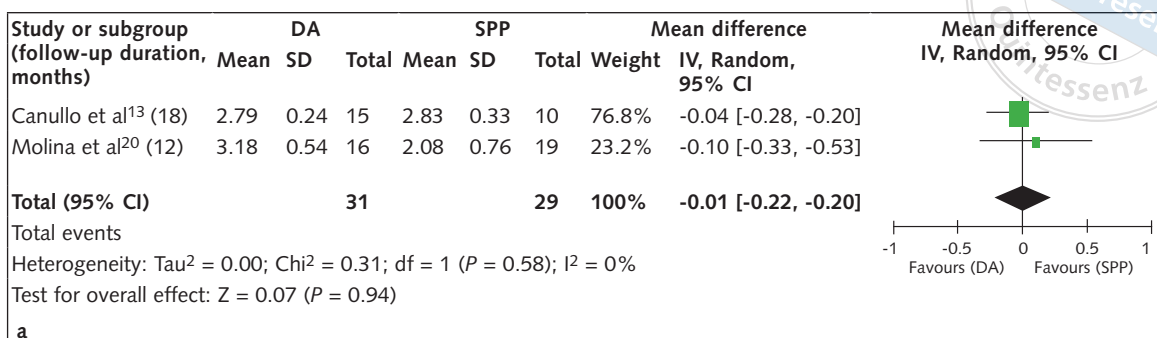 Study or subgroup DA SPP Mean difference Mean difference
(follow-up duration, Mean SD Total Mean SD Total Weight IV, Random, IV, Random, 95% CI
months) 95% CI
Canullo et al13 (18) 2.79 0.24 15 2.83 0.33 10 76.8% -0.04 [-0.28, -0.20]
Molina et al20 (12) 3.18 0.54 16 2.08 0.76 19 23.2% -0.10 [-0.33, -0.53]
Total (95% CI) 31 29 100% -0.01 [-0.22, -0.20]
Total events
Heterogeneity: Tau2 = 0.00; Chi2 = 0.31; df = 1 (P = 0.58); I2 = 0%
Test for overall effect: Z = 0.07 (P = 0.94)
-1 -0.5 0 0.5 1
Favours (DA) Favours (SPP)
a
Quintessenz